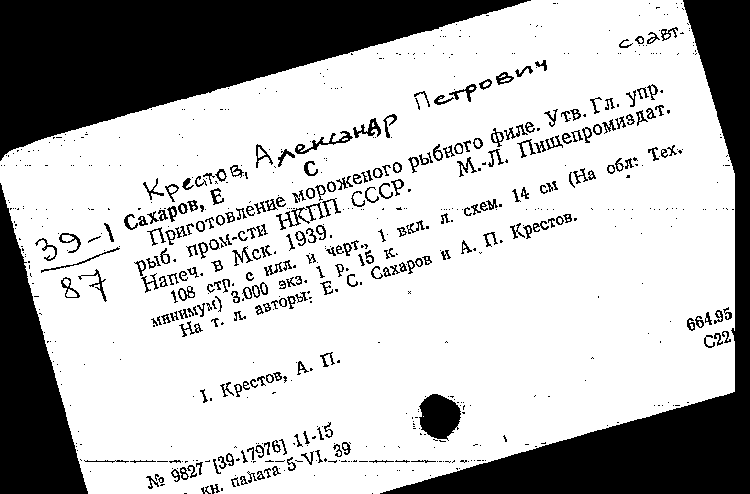 Крестов, Александр Петрович соавт.
39-1
87
Сахаров, Е С
Приготовление мороженого рыбного филе. Утв. Гл. упр.
рыб. пром-сти НКПП СССР. М.-Л. Пищепромиздат.
Напеч. в Мск. 1939.
108 стр. с илл. и черт., 1 вкл. л. схем. 14 см (На обл: Тех.
минимум) 3.000 экз. 1 р. 15 к.
На т. л. авторы: Е. С. Сахаров и А. П. Крестов.
664.95
С221
I. Крестов, А. П.
№ 9827 [39-17976] 11-15
кн. палата 5 VI. 39